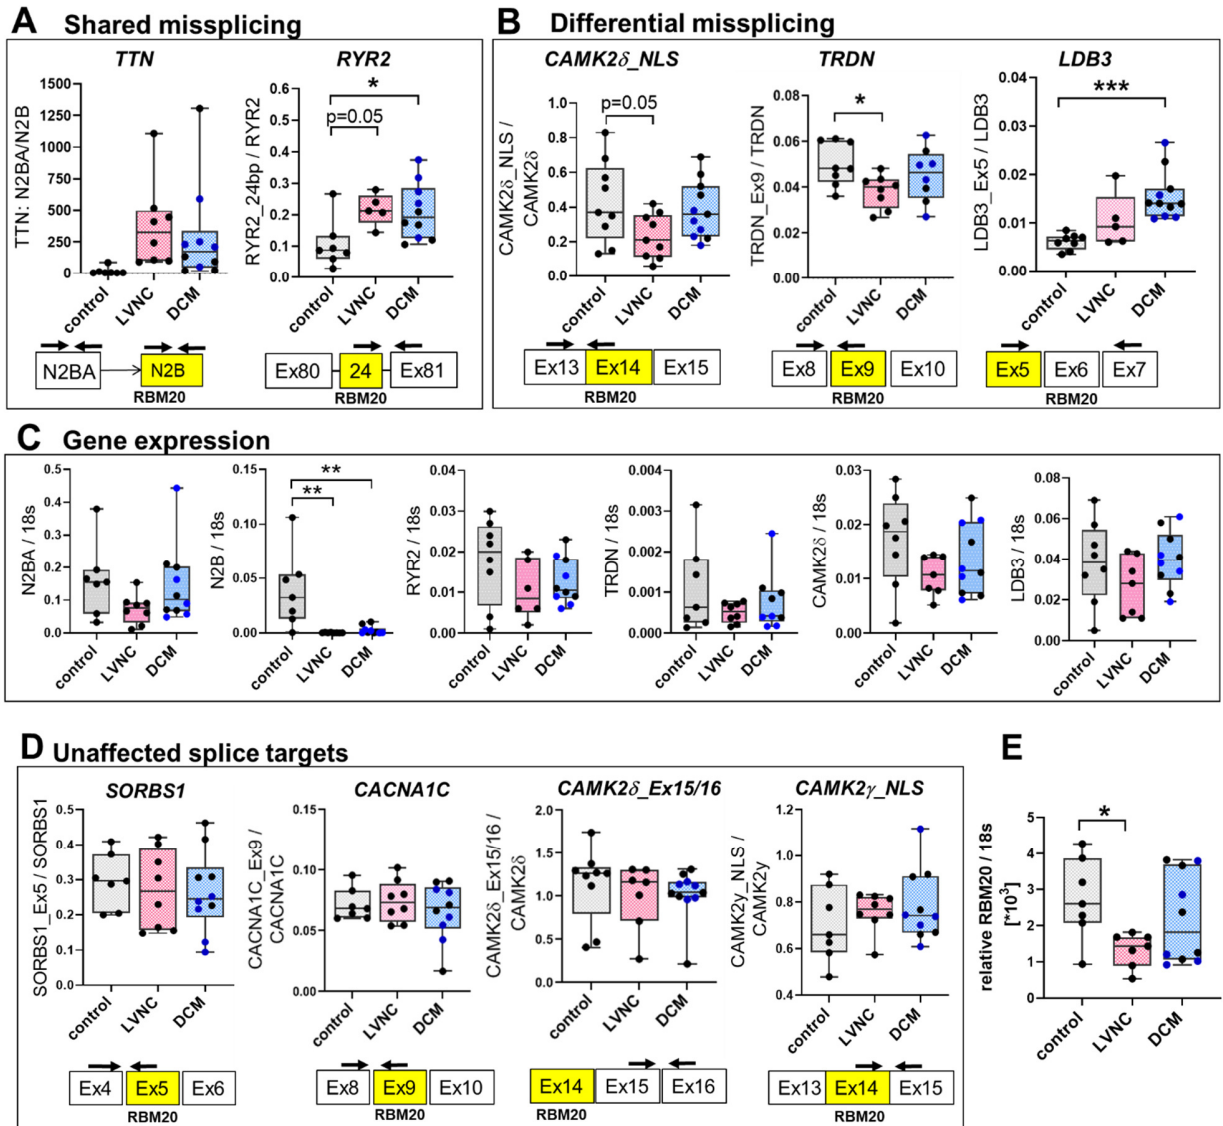 A Shared missplicing
TTN
TTN: N2BA/N2B
1500
1250
1000
750
500
250
0
control
LVNC
DCM
N2BA
N2B
RBM20
RYR2
RYR2_24bp / RYR2
0.6
0.5
0.4
0.3
0.2
0.1
0.0
*
p=0.05
control
LVNC
DCM
Ex80
24
Ex81
RBM20
B Differential missplicing
CAMK2δ_NLS
CAMK2δ_NLS /
CAMK2δ
1.0
0.8
0.6
0.4
0.2
0.0
p=0.05
control
LVNC
DCM
Ex13
Ex14
Ex15
RBM20
TRDN
TRDN_Ex9 / TRDN
0.08
0.06
0.04
0.02
0.00
*
control
LVNC
DCM
Ex8
Ex9
Ex10
RBM20
LDB3
LDB3_Ex5 / LDB3
0.04
0.03
0.02
0.01
0.00
***
control
LVNC
DCM
Ex5
Ex6
Ex7
RBM20
C Gene expression
N2BA / 18s
0.5
0.4
0.3
0.2
0.1
0.0
control
LVNC
DCM
N2B / 18s
0.15
0.10
0.05
0.00
**
**
control
LVNC
DCM
RYR2 / 18s
0.04
0.03
0.02
0.01
0.00
control
LVNC
DCM
TRDN / 18s
0.004
0.003
0.002
0.001
0.000
control
LVNC
DCM
CAMK2δ / 18s
0.03
0.02
0.01
0.00
control
LVNC
DCM
LDB3 / 18s
0.08
0.06
0.04
0.02
0.00
control
LVNC
DCM
D Unaffected splice targets
SORBS1
SORBS1_Ex5 / SORBS1
0.5
0.4
0.3
0.2
0.1
0.0
control
LVNC
DCM
Ex4
Ex5
Ex6
RBM20
CACNA1C
CACNA1C_Ex9 /
CACNA1C
0.15
0.10
0.05
0.00
control
LVNC
DCM
Ex8
Ex9
Ex10
RBM20
CAMK2δ_Ex15/16
CAMK2δ_Ex15/16 /
CAMK2δ
2.0
1.5
1.0
0.5
0.0
control
LVNC
DCM
Ex14
Ex15
Ex16
RBM20
CAMK2γ_NLS
CAMK2y_NLS /
CAMK2y
1.2
1.0
0.8
0.6
0.4
control
LVNC
DCM
Ex13
Ex14
Ex15
RBM20
E
relative RBM20 / 18s
[*10³]
5
4
3
2
1
0
*
control
LVNC
DCM